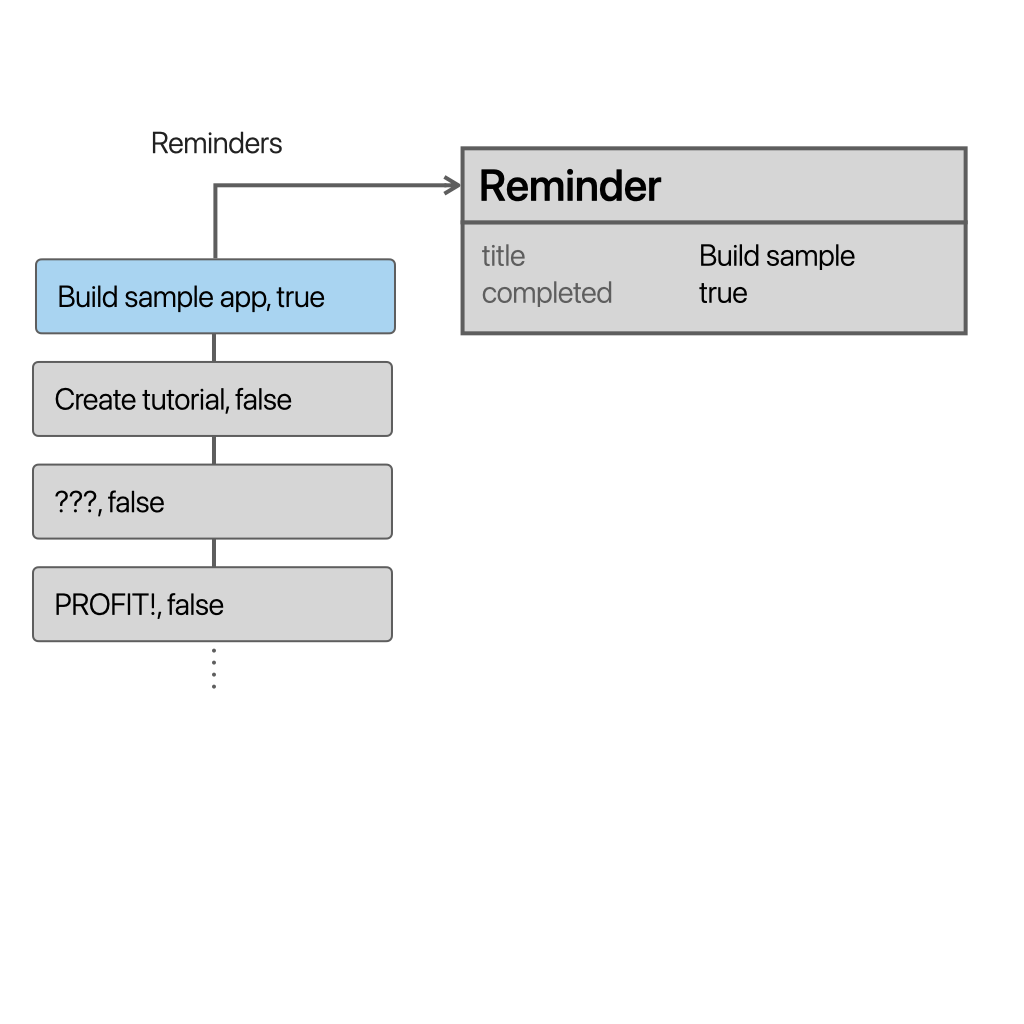 Reminders
Reminder
title Build sample
completed true
Build sample app, true
Create tutorial, false
???, false
PROFIT!, false